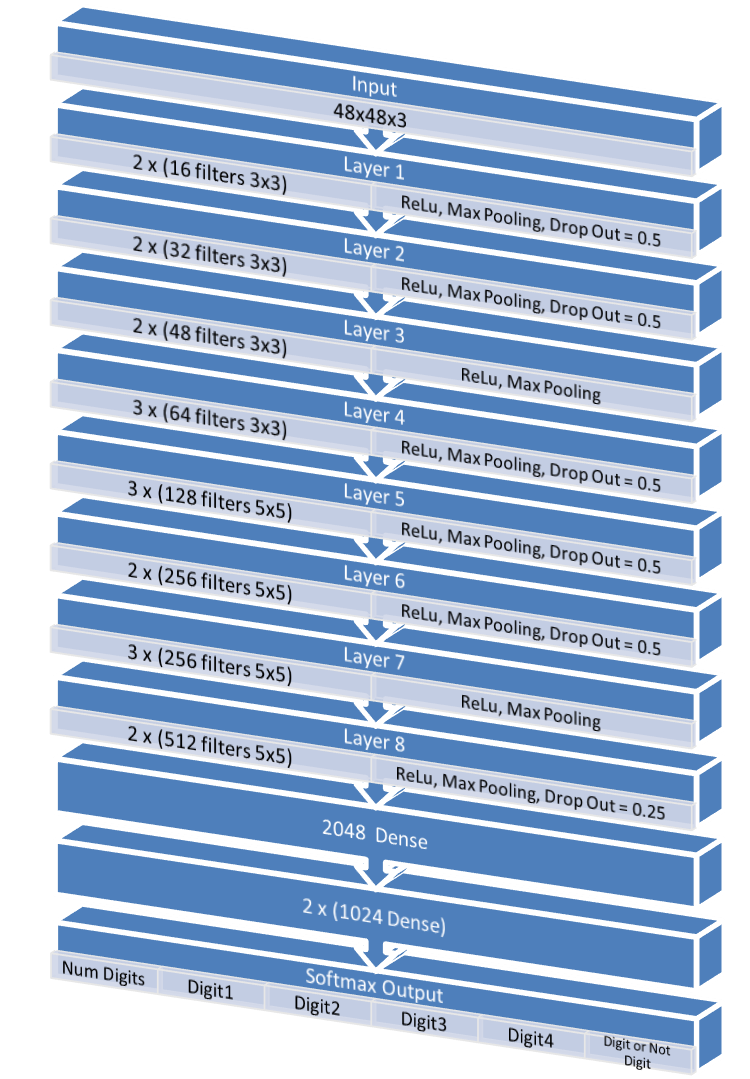 Input
48x48x3
Layer 1
2 x (16 filters 3x3)
ReLu, Max Pooling, Drop Out = 0.5
Layer 2
2 x (32 filters 3x3)
ReLu, Max Pooling, Drop Out = 0.5
Layer 3
2 x (48 filters 3x3)
ReLu, Max Pooling
Layer 4
3 x (64 filters 3x3)
ReLu, Max Pooling, Drop Out = 0.5
Layer 5
3 x (128 filters 5x5)
ReLu, Max Pooling, Drop Out = 0.5
Layer 6
2 x (256 filters 5x5)
ReLu, Max Pooling, Drop Out = 0.5
Layer 7
3 x (256 filters 5x5)
ReLu, Max Pooling
Layer 8
2 x (512 filters 5x5)
ReLu, Max Pooling, Drop Out = 0.25
2048 Dense
2 x (1024 Dense)
Softmax Output
Num Digits
Digit1
Digit2
Digit3
Digit4
Digit or Not
Digit